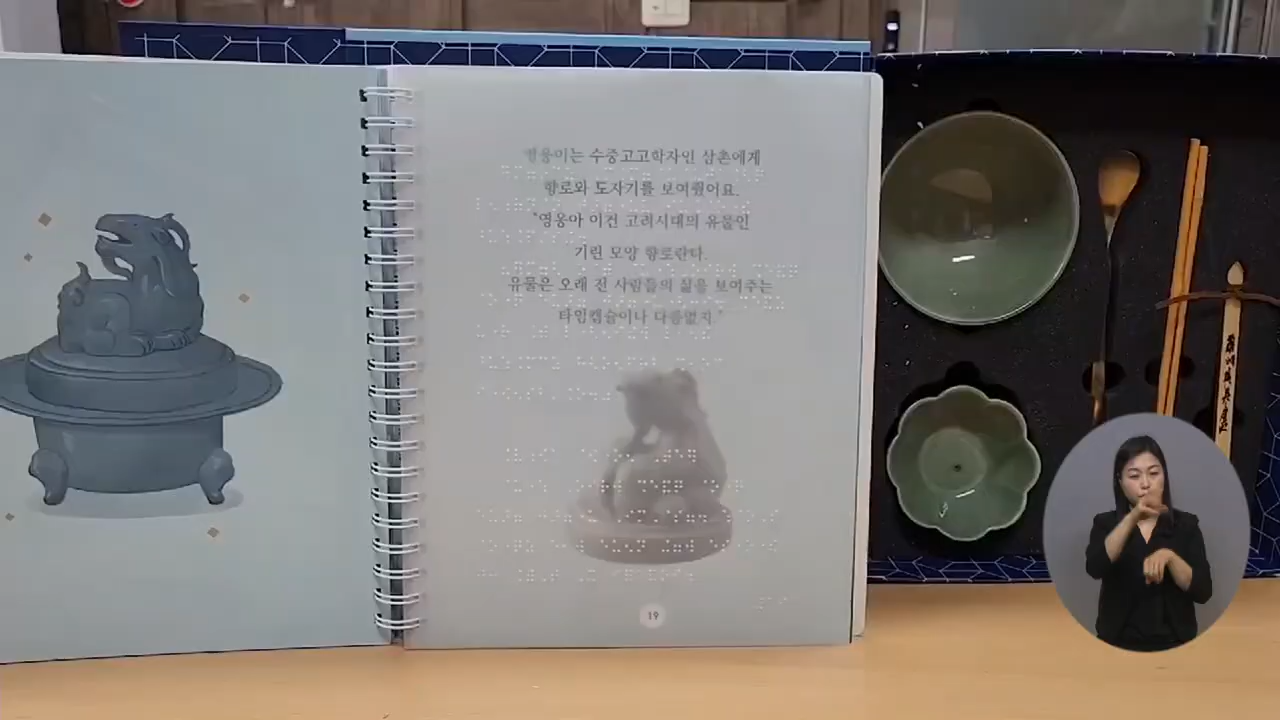 영웅이는 수중고고학자인 삼촌에게
향로와 도자기를 보여줬어요.
"영웅아 이건 고려시대의 유물인
기린 모양 향로란다.
유물은 오래 전 사람들의 삶을 보여주는
타임캡슐이나 다름없지."
19